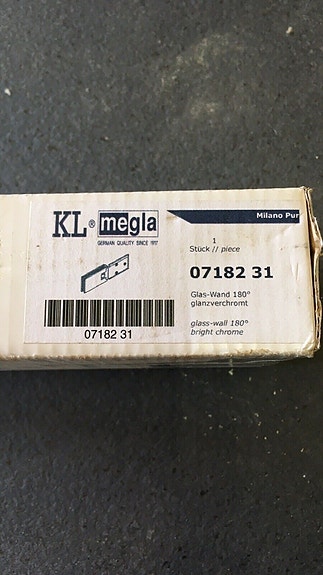 KL® megla
GERMAN QUALITY SINCE 1917
Milano Pur
1
Stück // piece
07182 31
Glas-Wand 180°
glanzverchromt
glass-wall 180°
bright chrome
07182 31